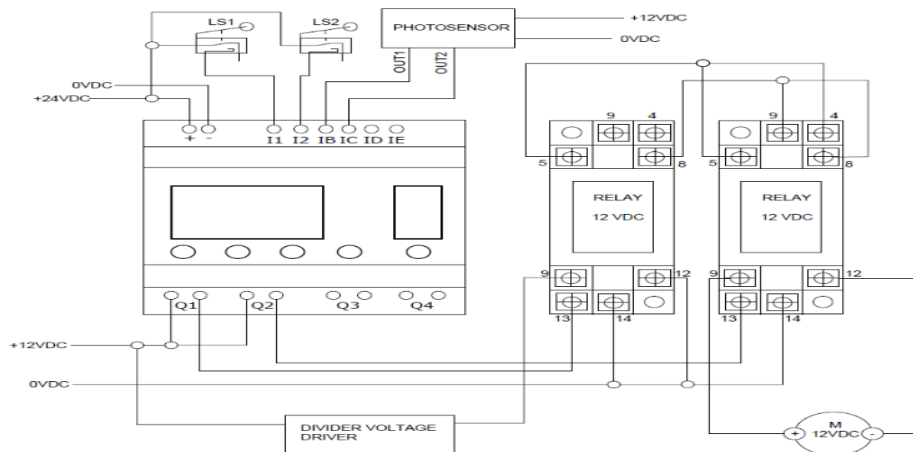 LS1
LS2
PHOTOSENSOR
+12VDC
0VDC
OUT1
OUT2
0VDC
+24VDC
+ -
I1 I2 IB IC ID IE
9 4
5 8
RELAY
12 VDC
9 12
13 14
9 4
5 8
RELAY
12 VDC
9 12
13 14
Q1 Q2 Q3 Q4
+12VDC
0VDC
DIVIDER VOLTAGE
DRIVER
M
+ 12VDC -